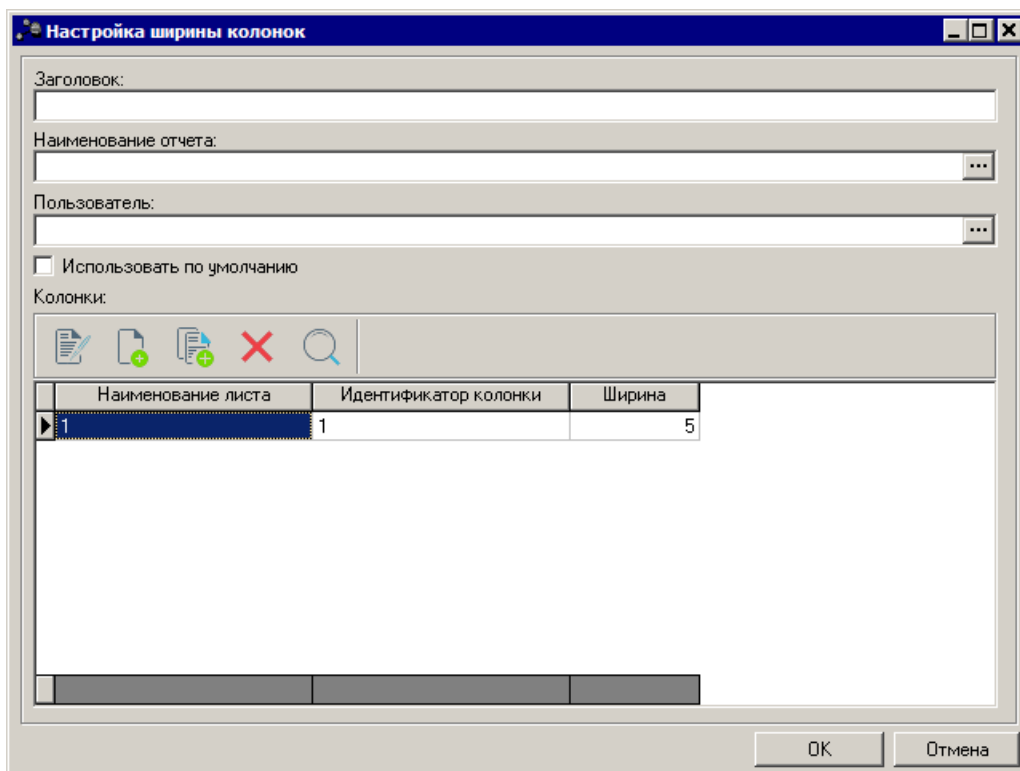 Настройка ширины колонок
Заголовок:
Наименование отчета:
...
Пользователь:
...
Использовать по умолчанию
Колонки:
Наименование листа Идентификатор колонки Ширина
1 1 5
OK Отмена